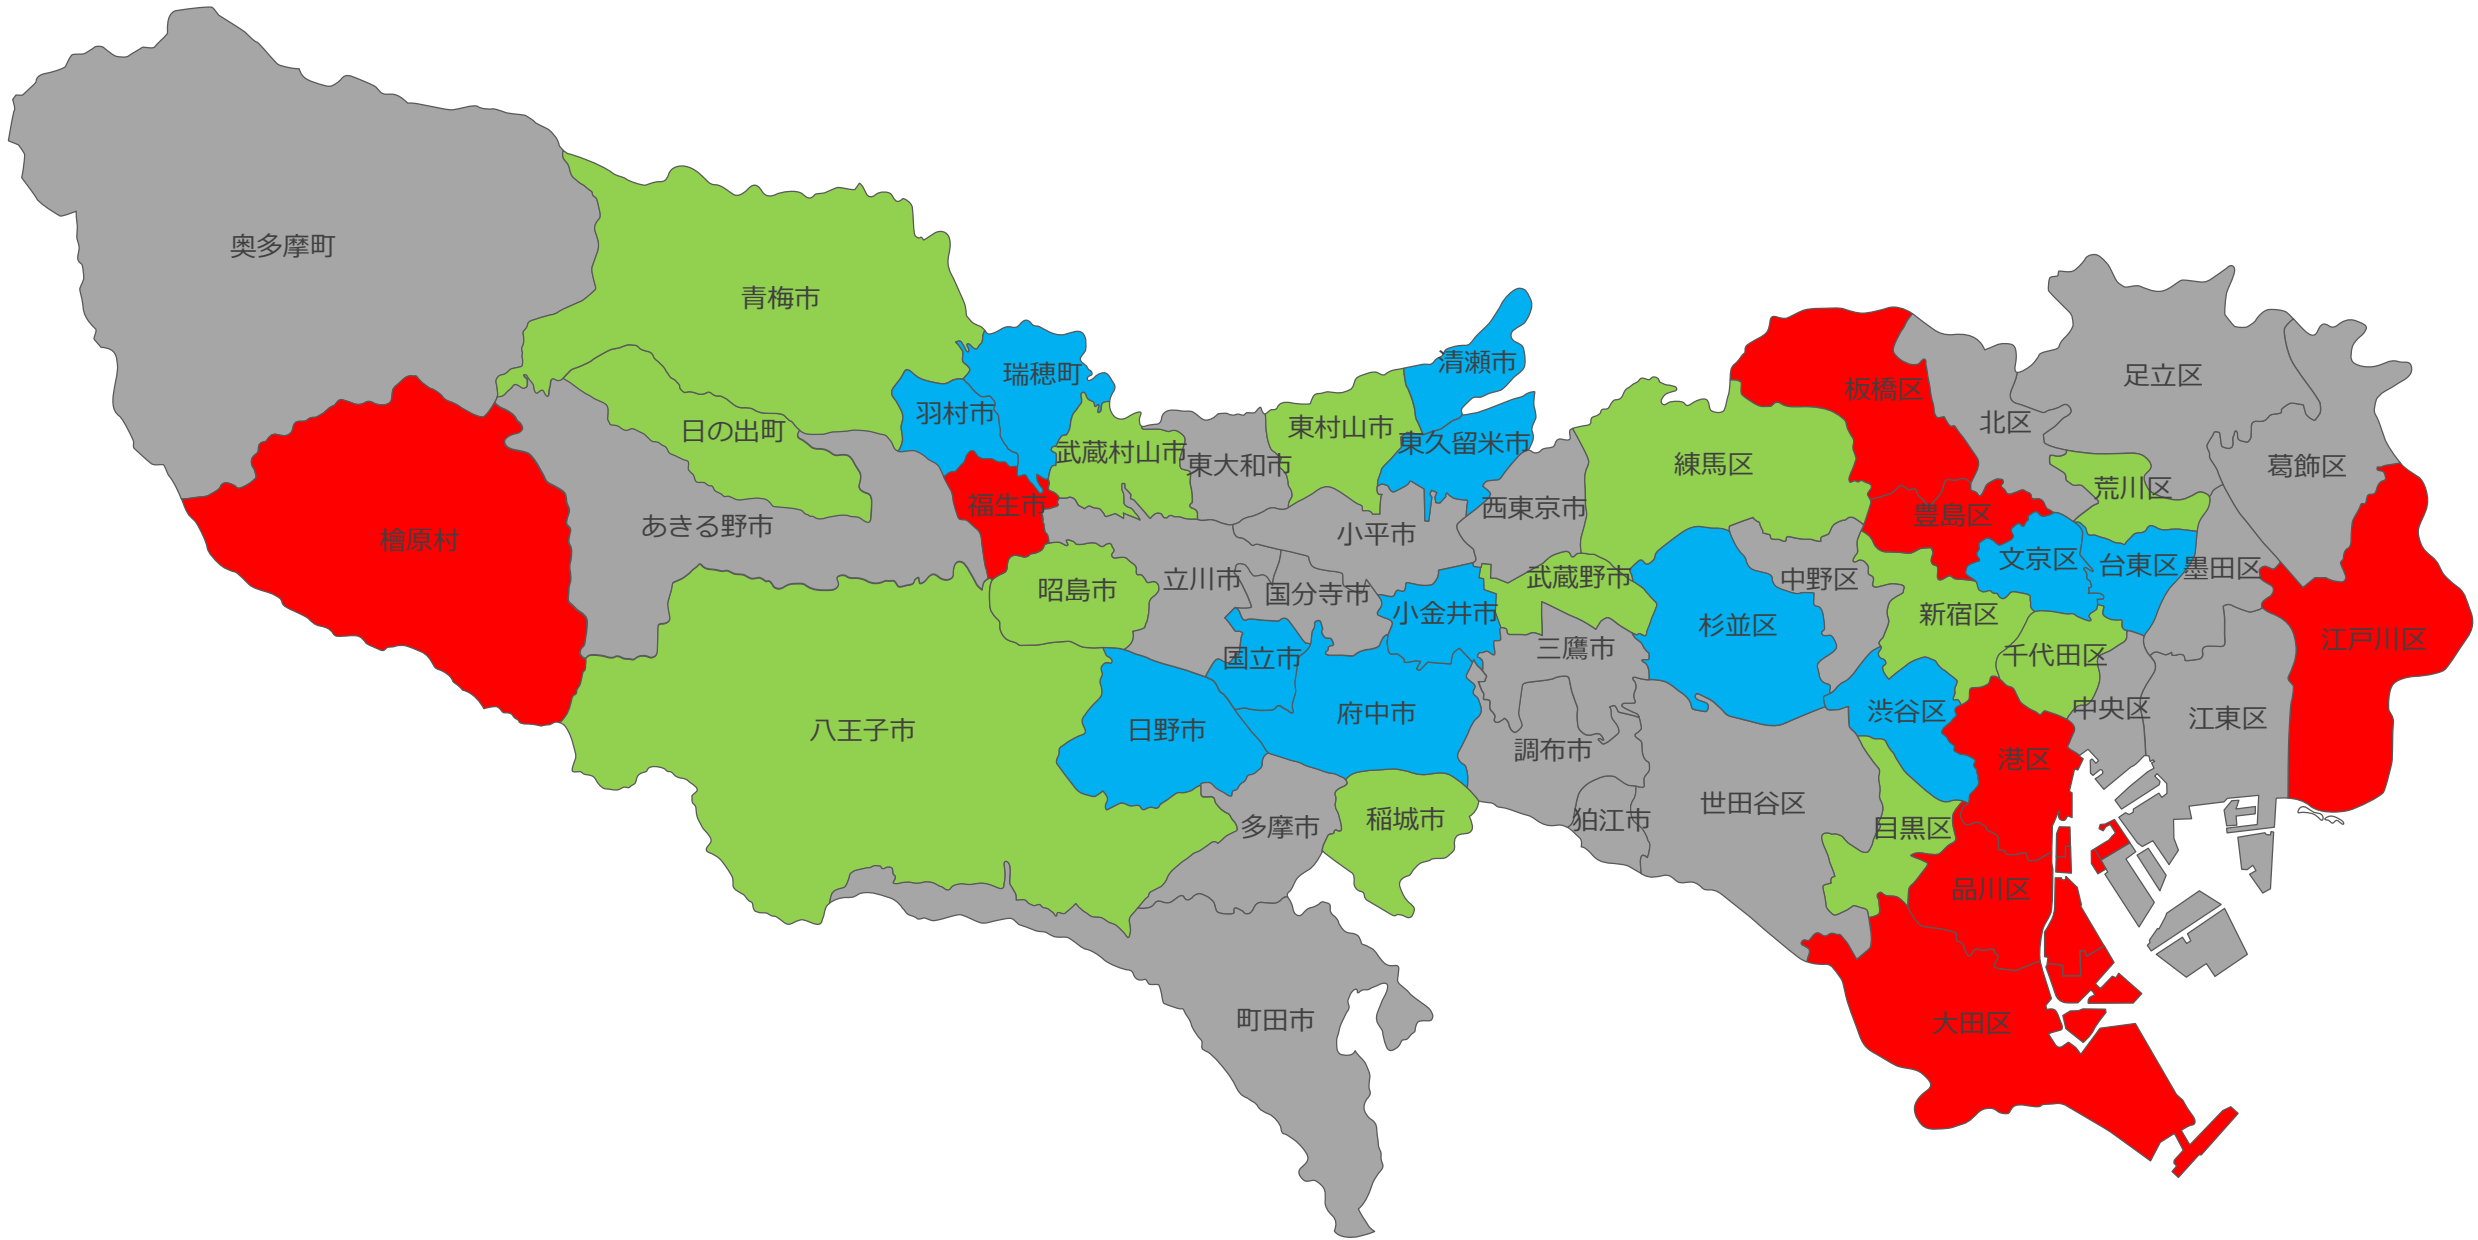 奥多摩町
青梅市
日の出町
檜原村
あきる野市
羽村市
瑞穂町
福生市
武蔵村山市
東大和市
東村山市
清瀬市
東久留米市
西東京市
小平市
昭島市
立川市
国分寺市
小金井市
武蔵野市
三鷹市
国立市
府中市
八王子市
日野市
多摩市
稲城市
調布市
狛江市
町田市
練馬区
板橋区
北区
足立区
葛飾区
荒川区
豊島区
文京区
台東区
墨田区
江戸川区
中野区
杉並区
新宿区
千代田区
渋谷区
中央区
江東区
港区
世田谷区
目黒区
品川区
大田区